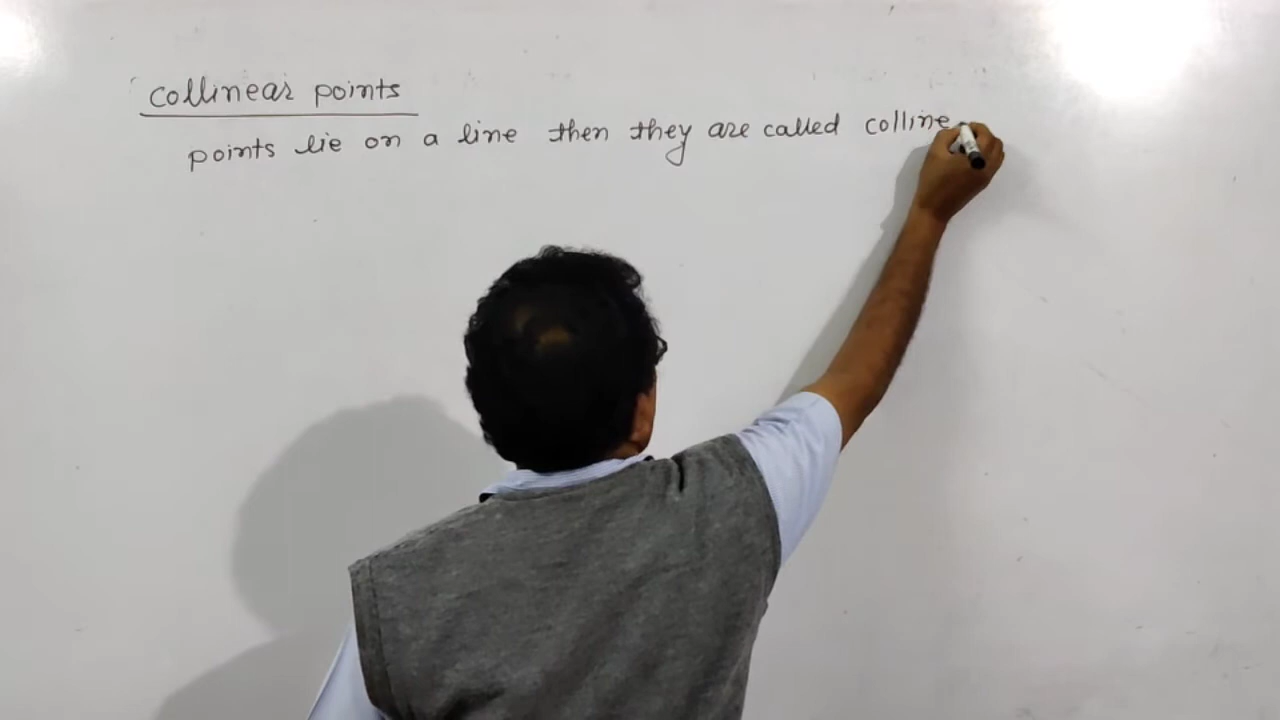 Collinear points
points lie on a line then they are called colline